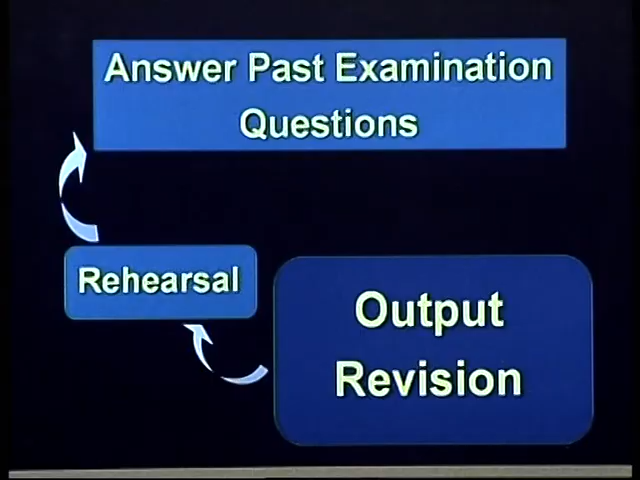 Answer Past Examination
Questions
Rehearsal
Output
Revision